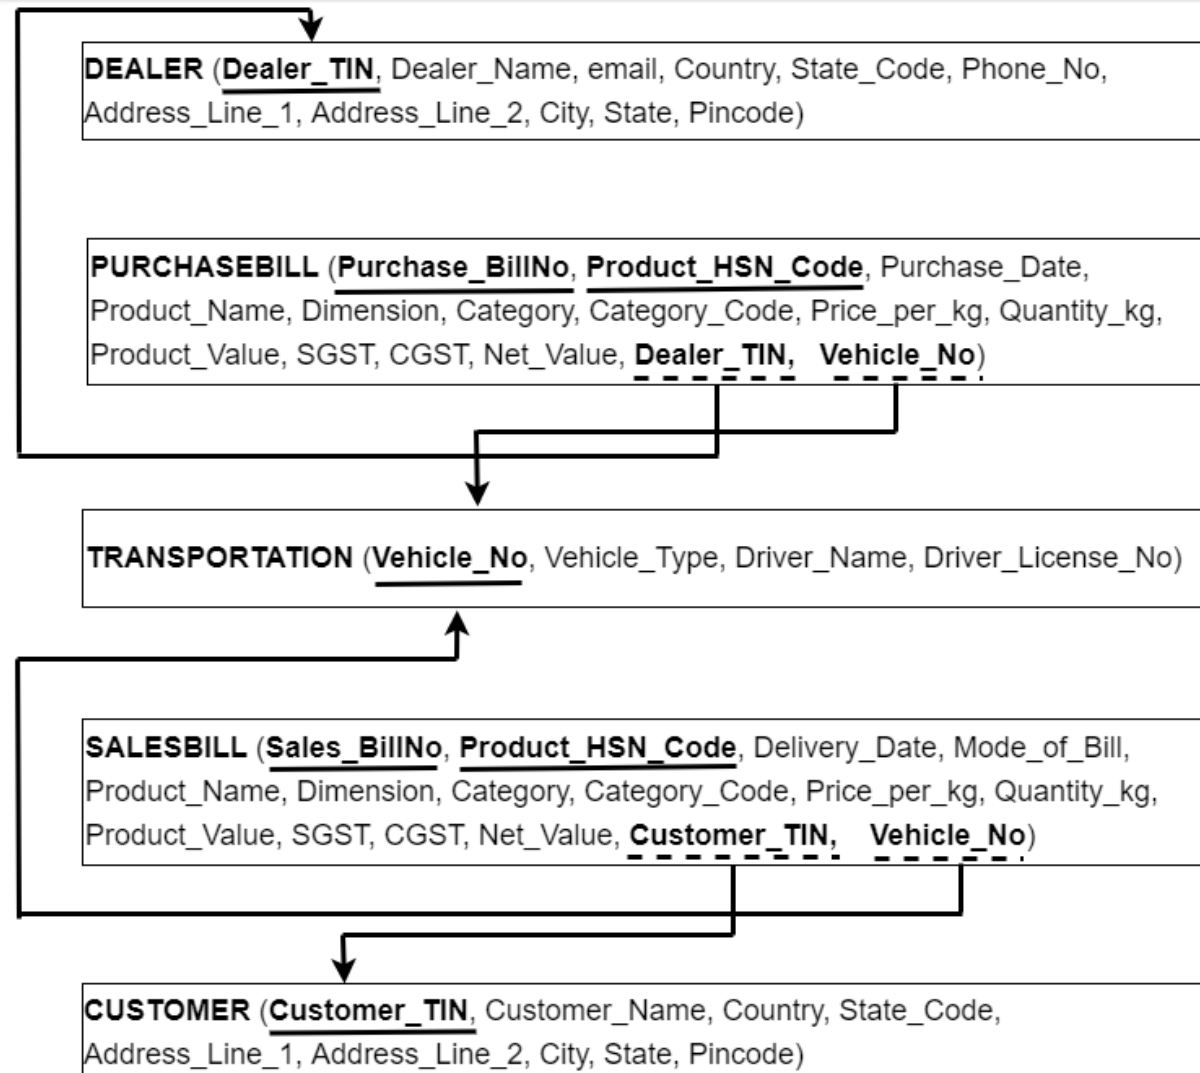 DEALER (Dealer_TIN, Dealer_Name, email, Country, State_Code, Phone_No,
Address_Line_1, Address_Line_2, City, State, Pincode)
PURCHASEBILL (Purchase_BillNo, Product_HSN_Code, Purchase_Date,
Product_Name, Dimension, Category, Category_Code, Price_per_kg, Quantity_kg,
Product_Value, SGST, CGST, Net_Value, Dealer_TIN, Vehicle_No)
TRANSPORTATION (Vehicle_No, Vehicle_Type, Driver_Name, Driver_License_No)
SALESBILL (Sales_BillNo, Product_HSN_Code, Delivery_Date, Mode_of_Bill,
Product_Name, Dimension, Category, Category_Code, Price_per_kg, Quantity_kg,
Product_Value, SGST, CGST, Net_Value, Customer_TIN, Vehicle_No)
CUSTOMER (Customer_TIN, Customer_Name, Country, State_Code,
Address_Line_1, Address_Line_2, City, State, Pincode)